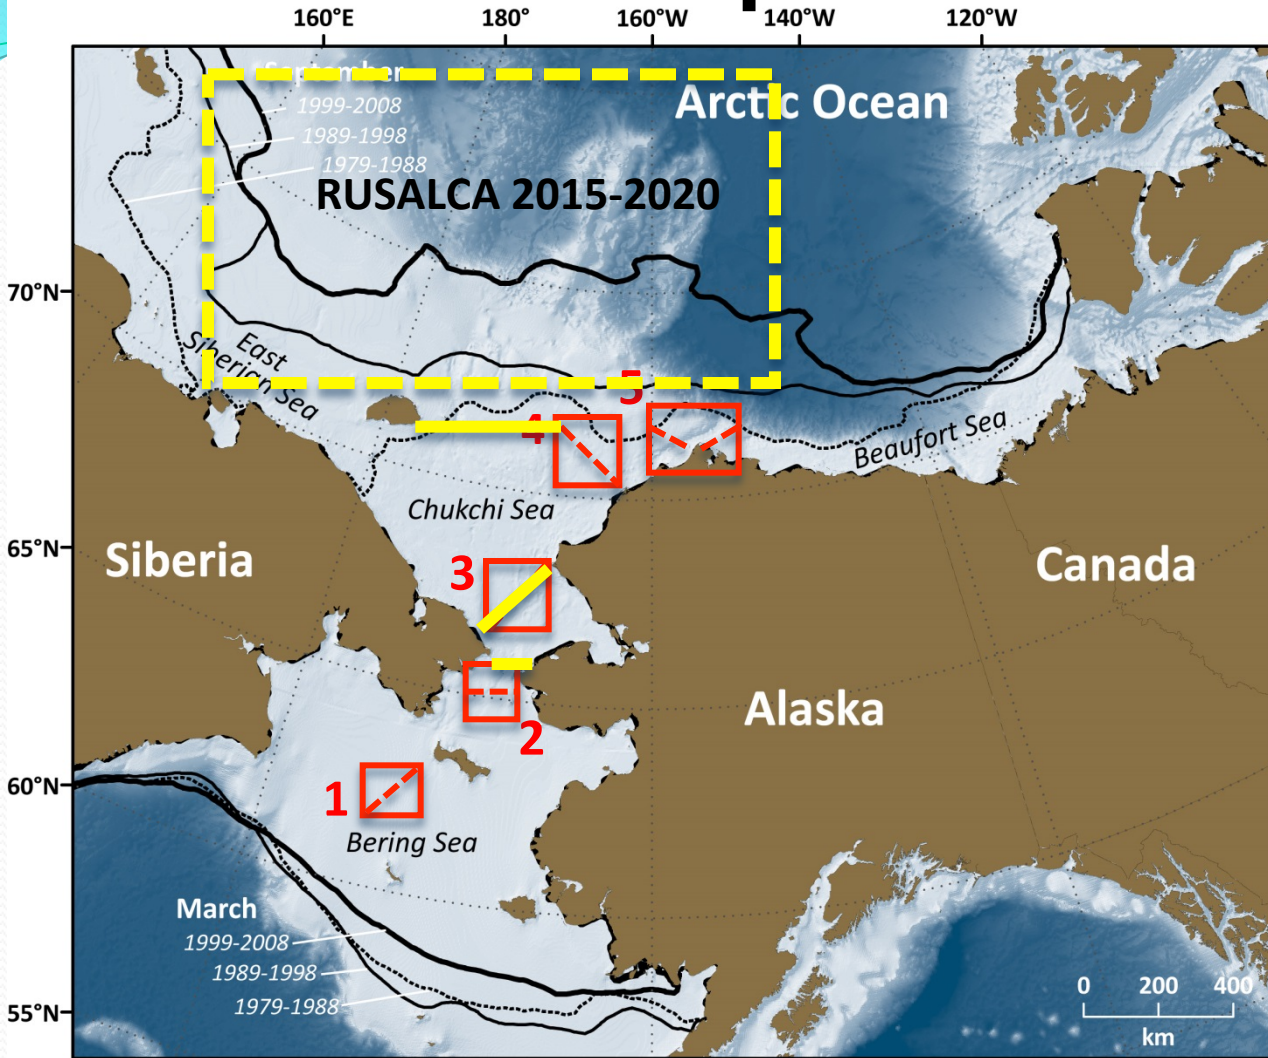 160°E 180° 160°W 140°W 120°W
September
1999-2008
1989-1998
1979-1988
Arctic Ocean
RUSALCA 2015-2020
70°N
East
Siberian Sea
5
4
Beaufort Sea
Chukchi Sea
65°N
Siberia
3
Canada
Alaska
2
60°N
1
Bering Sea
March
1999-2008
1989-1998
1979-1988
0 200 400
km
55°N